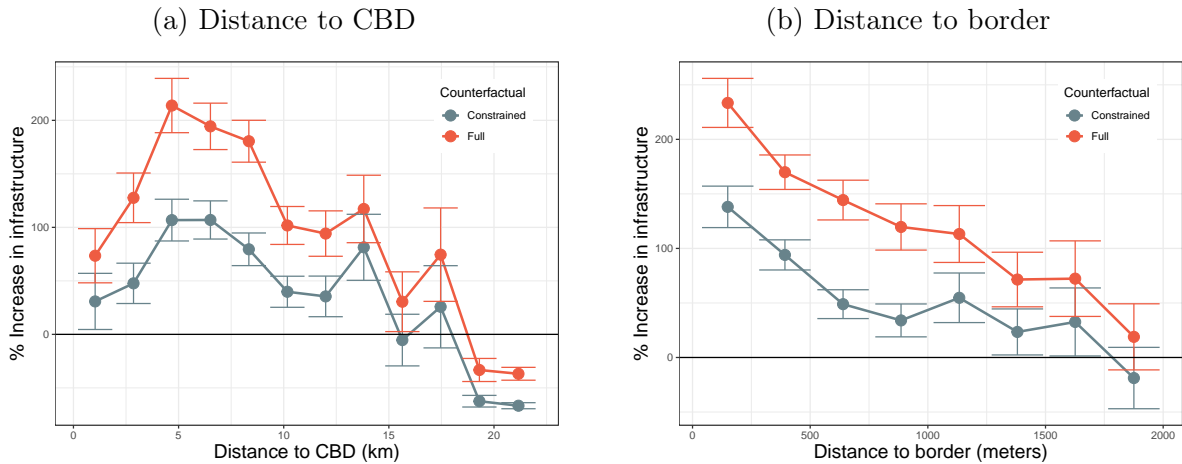 (a) Distance to CBD
% Increase in infrastructure
200
100
0
0
5
10
15
20
Distance to CBD (km)
Counterfactual
Constrained
Full
(b) Distance to border
% Increase in infrastructure
200
100
0
0
500
1000
1500
2000
Distance to border (meters)
Counterfactual
Constrained
Full